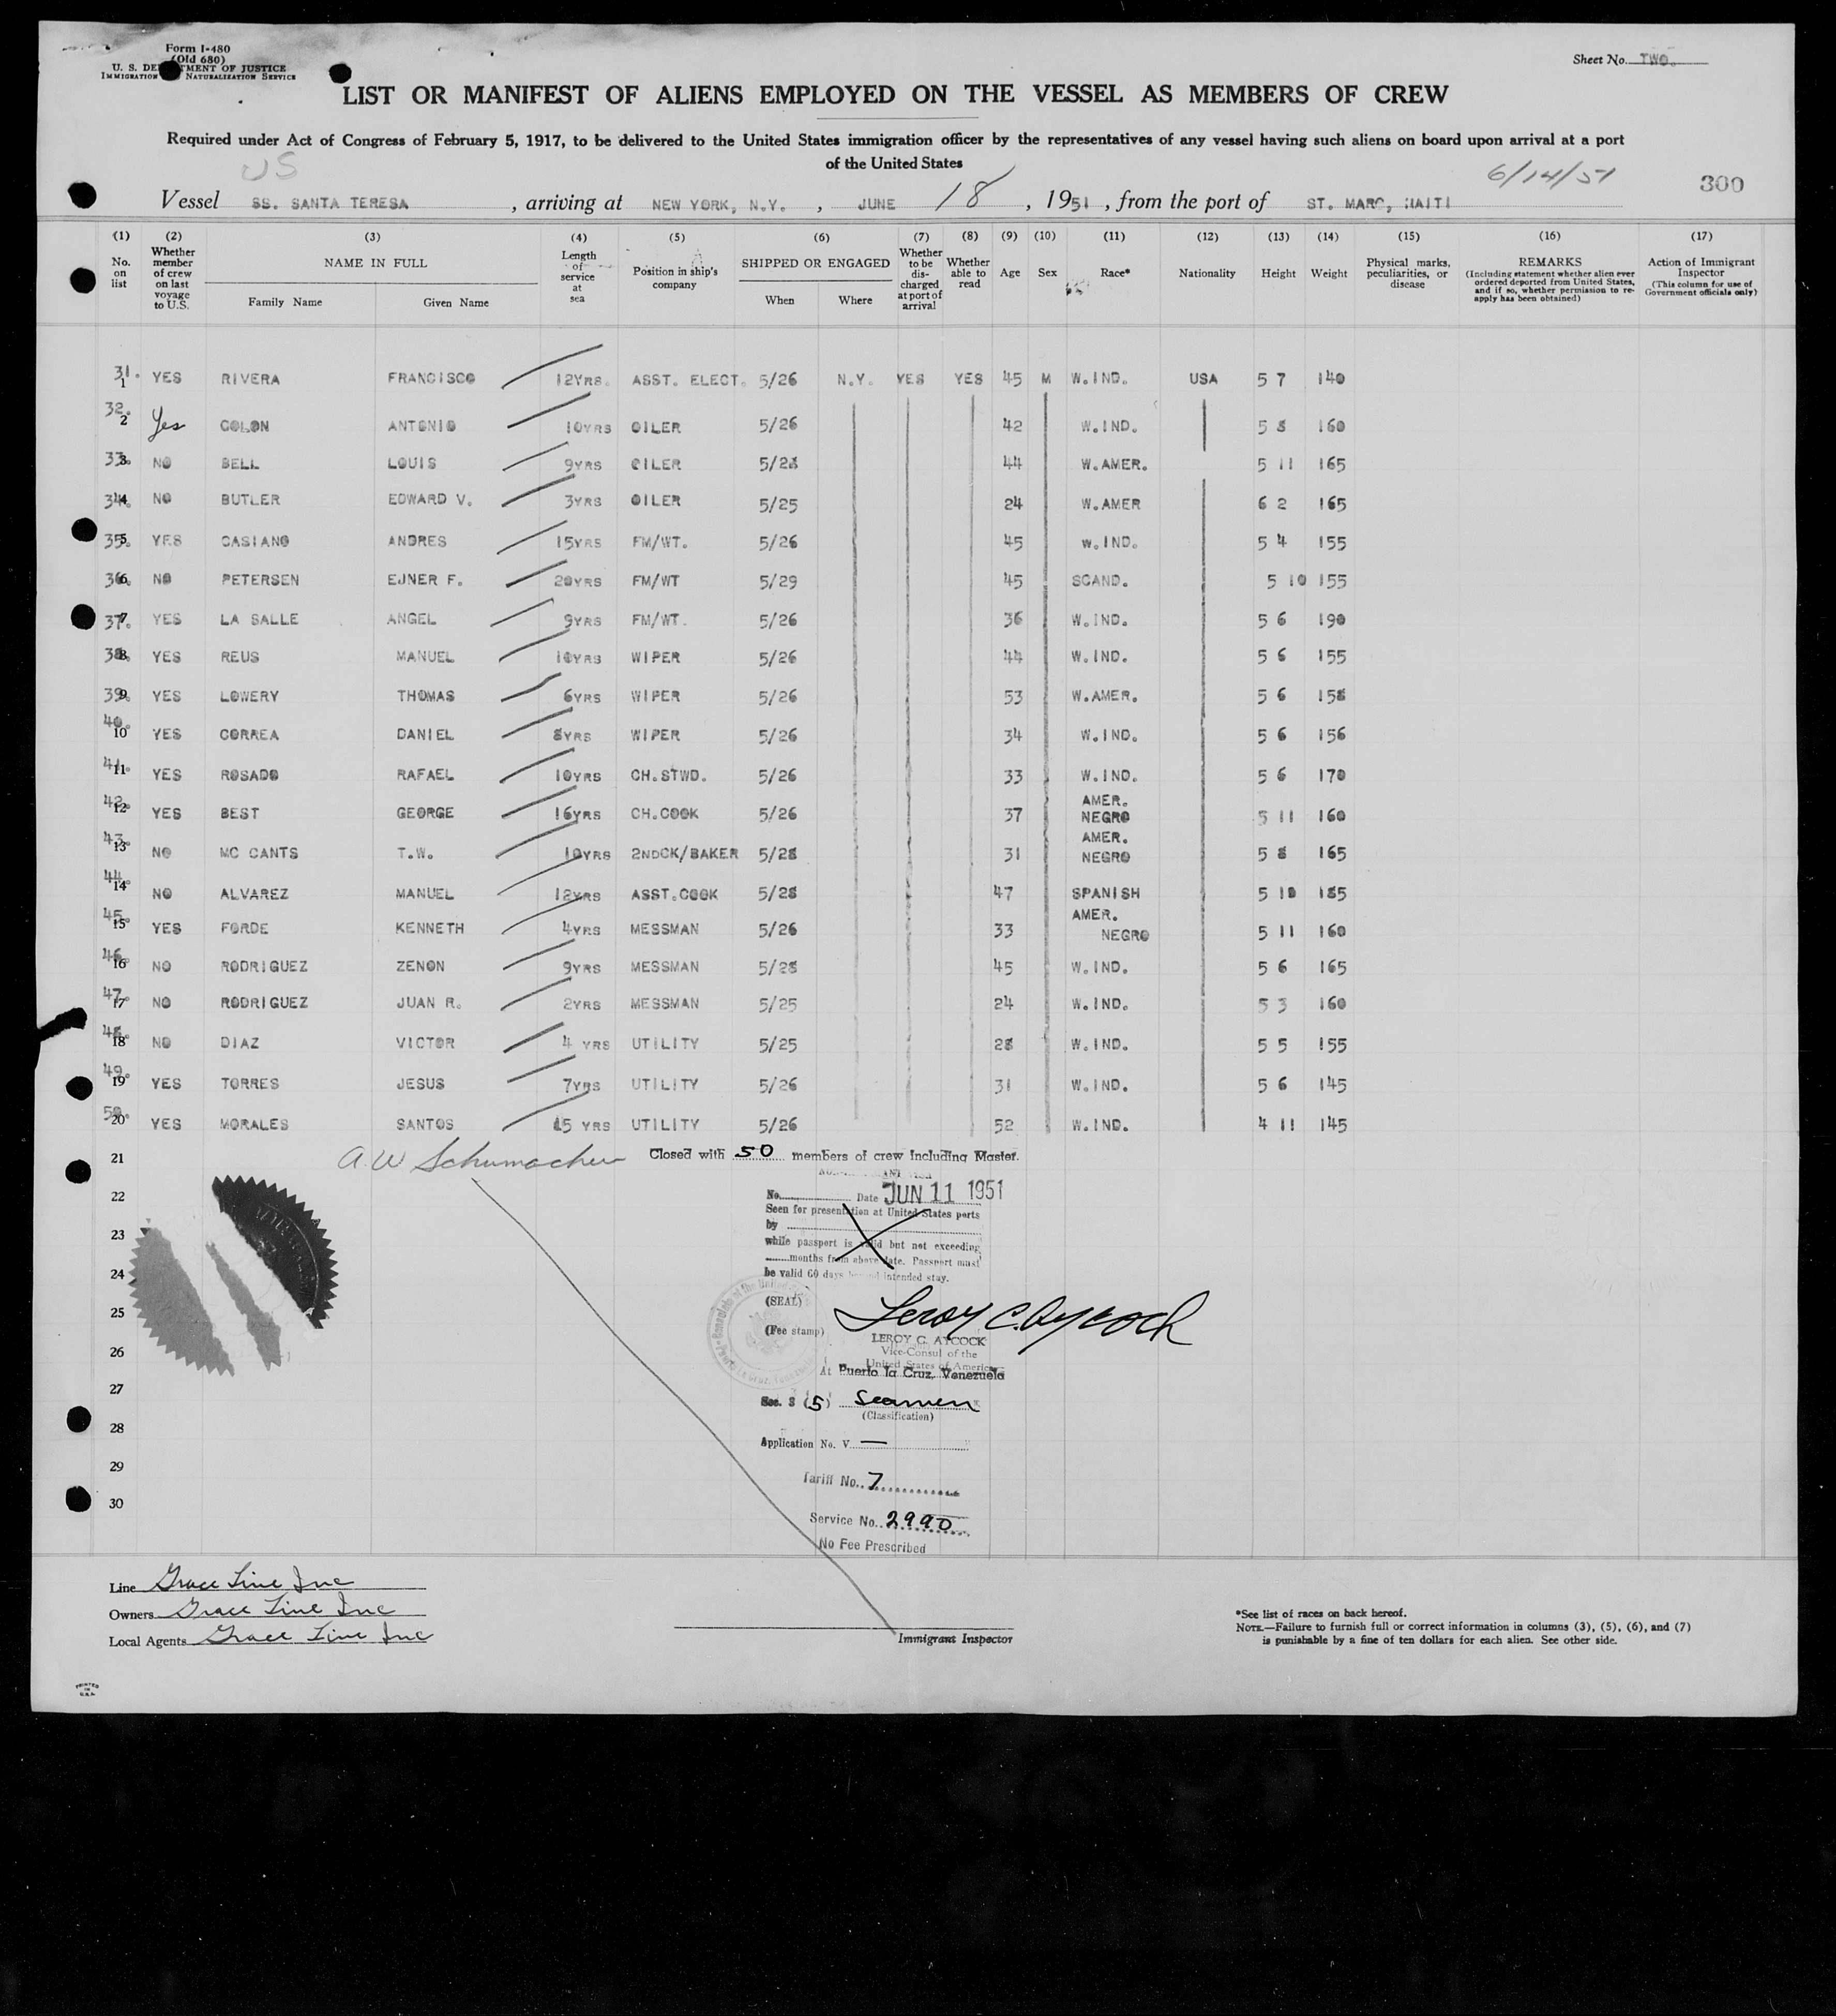 Form I-480
(Old 680)
U. S. DEPARTMENT OF JUSTICE
IMMIGRATION NATURALIZATION SERVICE
Sheet No. TWO.
LIST OR MANIFEST OF ALIENS EMPLOYED ON THE VESSEL AS MEMBERS OF CREW
Required under Act of Congress of February 5, 1917, to be delivered to the United States immigration officer by the representatives of any vessel having such aliens on board upon arrival at a port
of the United States
US
6/14/51
300
Vessel SS. SANTA TERESA, arriving at NEW YORK, N.Y., JUNE 18, 1951, from the port of ST. MARC, HAITI
(1) (2) (3) (4) (5) (6) (7) (8) (9) (10) (11) (12) (13) (14) (15) (16) (17)
No. on list
Whether member of crew on last voyage to U.S.
NAME IN FULL
Family Name Given Name
Length of service at sea
Position in ship's company
SHIPPED OR ENGAGED
When Where
Whether to be discharged at port of arrival
Whether able to read
Age Sex Race* Nationality Height Weight
Physical marks, peculiarities, or disease
REMARKS
(Including statement whether alien ever ordered deported from United States, and if so, whether permission to re-apply has been obtained)
Action of Immigrant Inspector
(This column for use of Government officials only)
31. 1 YES RIVERA FRANCISCO 12YRS. ASST. ELECT. 5/26 N.Y. YES YES 45 M W.IND. USA 5 7 140
32. 2 Yes COLON ANTONIO 10YRS OILER 5/26 42 W.IND. 5 8 160
33. 3 NO BELL LOUIS 9YRS OILER 5/28 44 W.AMER. 5 11 165
34. 4 NO BUTLER EDWARD V. 3YRS OILER 5/25 24 W.AMER 6 2 165
35. 5 YES CASIANO ANDRES 15YRS FM/WT. 5/26 45 W.IND. 5 4 155
36. 6 NO PETERSEN EJNER F. 20YRS FM/WT 5/29 45 SCAND. 5 10 155
37. 7 YES LA SALLE ANGEL 9YRS FM/WT. 5/26 36 W.IND. 5 6 190
38. 8 YES REUS MANUEL 10YRS WIPER 5/26 44 W.IND. 5 6 155
39. 9 YES LOWERY THOMAS 6YRS WIPER 5/26 53 W.AMER. 5 6 158
40. 10 YES CORREA DANIEL 8YRS WIPER 5/26 34 W.IND. 5 6 156
41. 11 YES ROSADO RAFAEL 10YRS CH.STWD. 5/26 33 W.IND. 5 6 170
42. 12 YES BEST GEORGE 16YRS CH.COOK 5/26 37 AMER. NEGRO 5 11 160
43. 13 NO MC CANTS T.W. 10YRS 2NDCK/BAKER 5/28 31 AMER. NEGRO 5 8 165
44. 14 NO ALVAREZ MANUEL 12YRS ASST.COOK 5/28 47 SPANISH 5 10 185
45. 15 YES FORDE KENNETH 4YRS MESSMAN 5/26 33 AMER. NEGRO 5 11 160
46. 16 NO RODRIGUEZ ZENON 9YRS MESSMAN 5/28 45 W.IND. 5 6 165
47. 17 NO RODRIGUEZ JUAN R. 2YRS MESSMAN 5/25 24 W.IND. 5 3 160
48. 18 NO DIAZ VICTOR 4 YRS UTILITY 5/25 28 W.IND. 5 5 155
49. 19 YES TORRES JESUS 7YRS UTILITY 5/26 31 W.IND. 5 6 145
50. 20 YES MORALES SANTOS 15 YRS UTILITY 5/26 52 W.IND. 4 11 145
21 A.W Schumacher Closed with 50 members of crew Including Master.
22
No. Date JUN 11 1951
Seen for presentation at United States ports
23 by
while passport is valid but not exceeding
months from above date. Passport must
24 be valid 60 days beyond intended stay.
25 (SEAL) Leroy C. Aycock
(Fee stamp)
LEROY C. AYCOCK
26 Vice-Consul of the
United States of America
At Puerto la Cruz, Venezuela
27 Sec. 3 (5) Seamen
(Classification)
28
Application No. V. —
29 Tariff No. 7
30 Service No. 2990
No Fee Prescribed
Line Grace Line Inc
Owners Grace Line Inc
Local Agents Grace Line Inc
Immigrant Inspector
*See list of races on back hereof.
NOTE.—Failure to furnish full or correct information in columns (3), (5), (6), and (7)
is punishable by a fine of ten dollars for each alien. See other side.
PRINTED
IN
U.S.A.